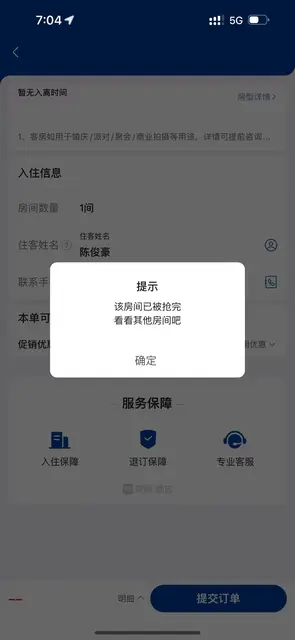 7:04
5G
暂无入离时间
房型详情
1、客房如用于婚庆/派对/聚会/商业拍摄等用途，详情可提前咨询...
入住信息
房间数量
1间
住客姓名
住客姓名
陈俊豪
联系手
提示
该房间已被抢完
看看其他房间吧
确定
本单可
促销优惠
优惠
服务保障
入住保障
退订保障
专业客服
--
明细
提交订单